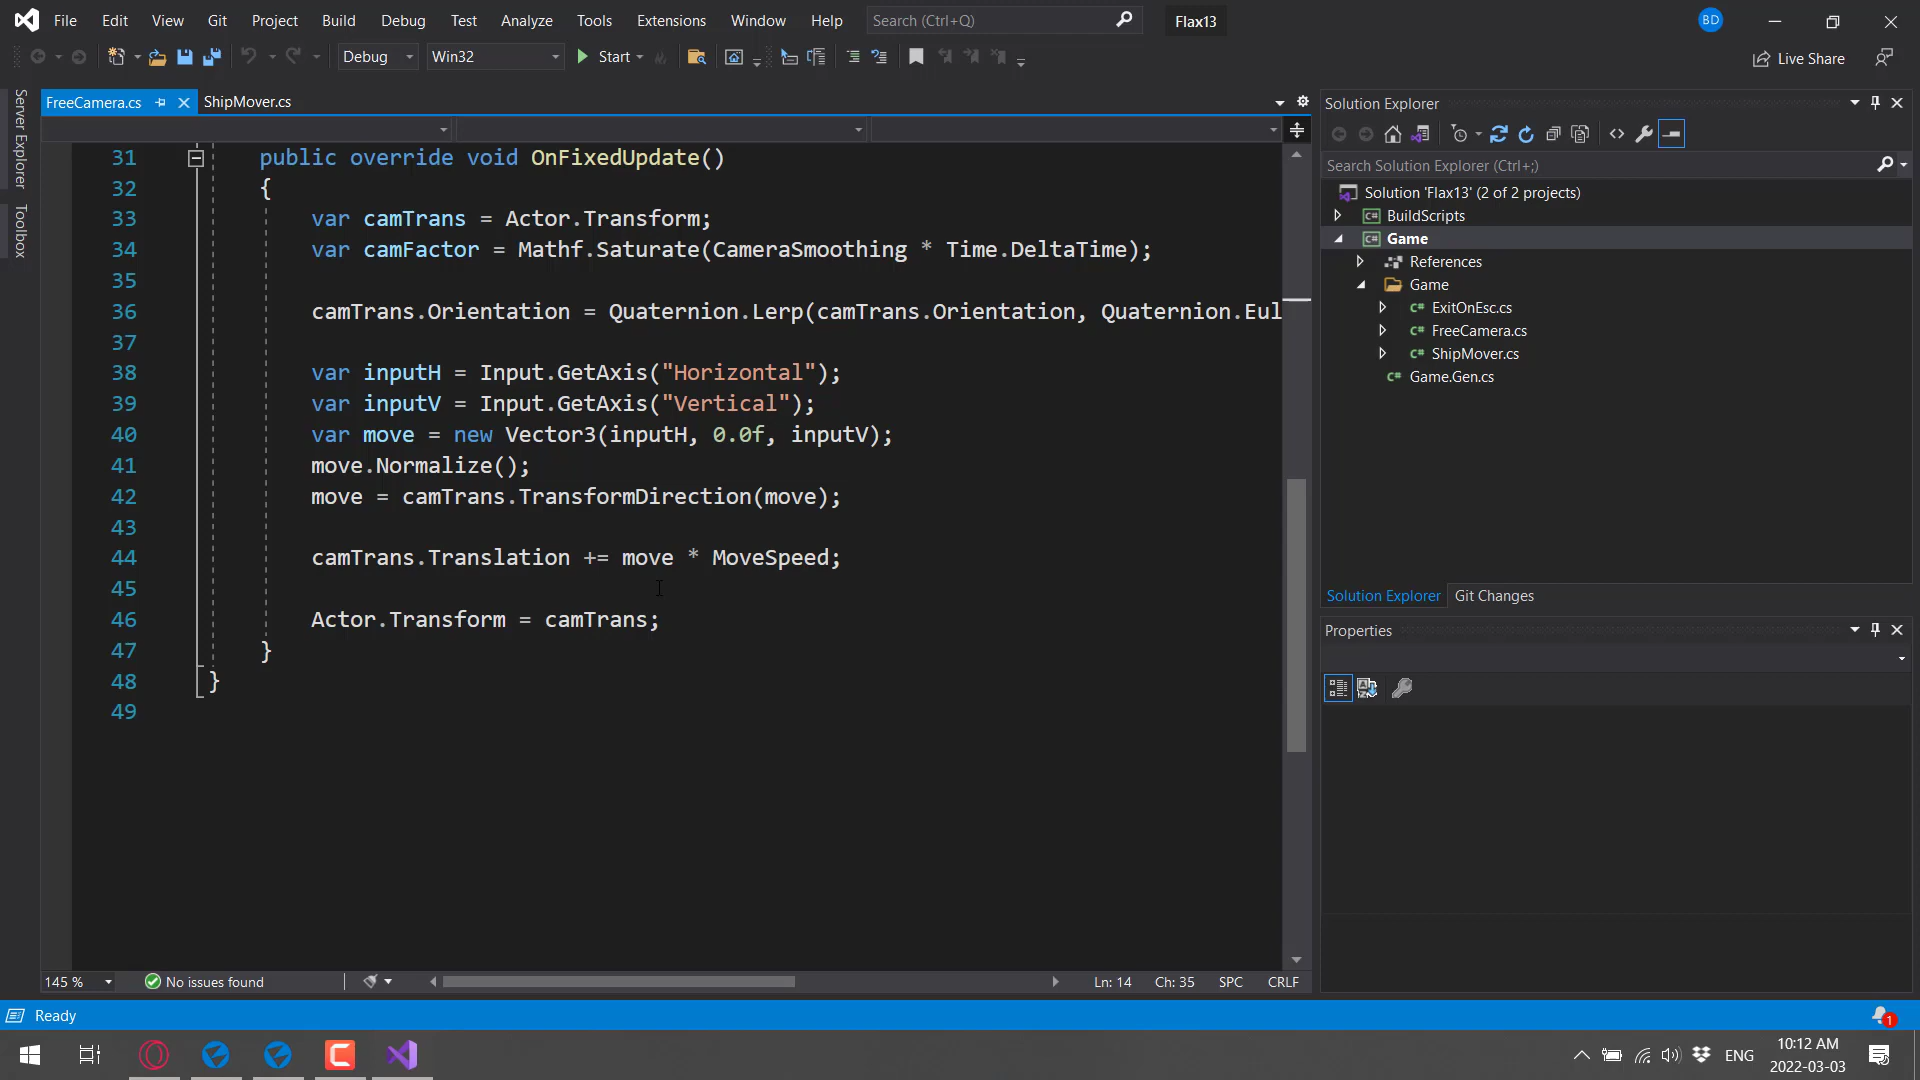 File Edit View Git Project Build Debug Test Analyze Tools Extensions Window Help Search (Ctrl+Q) Flax13 BD
Debug Win32 Start Live Share
Server Explorer
Toolbox
FreeCamera.cs ShipMover.cs
31 public override void OnFixedUpdate()
32 {
33 var camTrans = Actor.Transform;
34 var camFactor = Mathf.Saturate(CameraSmoothing * Time.DeltaTime);
35
36 camTrans.Orientation = Quaternion.Lerp(camTrans.Orientation, Quaternion.Eul
37
38 var inputH = Input.GetAxis("Horizontal");
39 var inputV = Input.GetAxis("Vertical");
40 var move = new Vector3(inputH, 0.0f, inputV);
41 move.Normalize();
42 move = camTrans.TransformDirection(move);
43
44 camTrans.Translation += move * MoveSpeed;
45
46 Actor.Transform = camTrans;
47 }
48 }
49
145 % No issues found Ln: 14 Ch: 35 SPC CRLF
Solution Explorer
Search Solution Explorer (Ctrl+;)
Solution 'Flax13' (2 of 2 projects)
C# BuildScripts
C# Game
References
Game
C# ExitOnEsc.cs
C# FreeCamera.cs
C# ShipMover.cs
C# Game.Gen.cs
Solution Explorer Git Changes
Properties
Ready 1
ENG 10:12 AM
2022-03-03